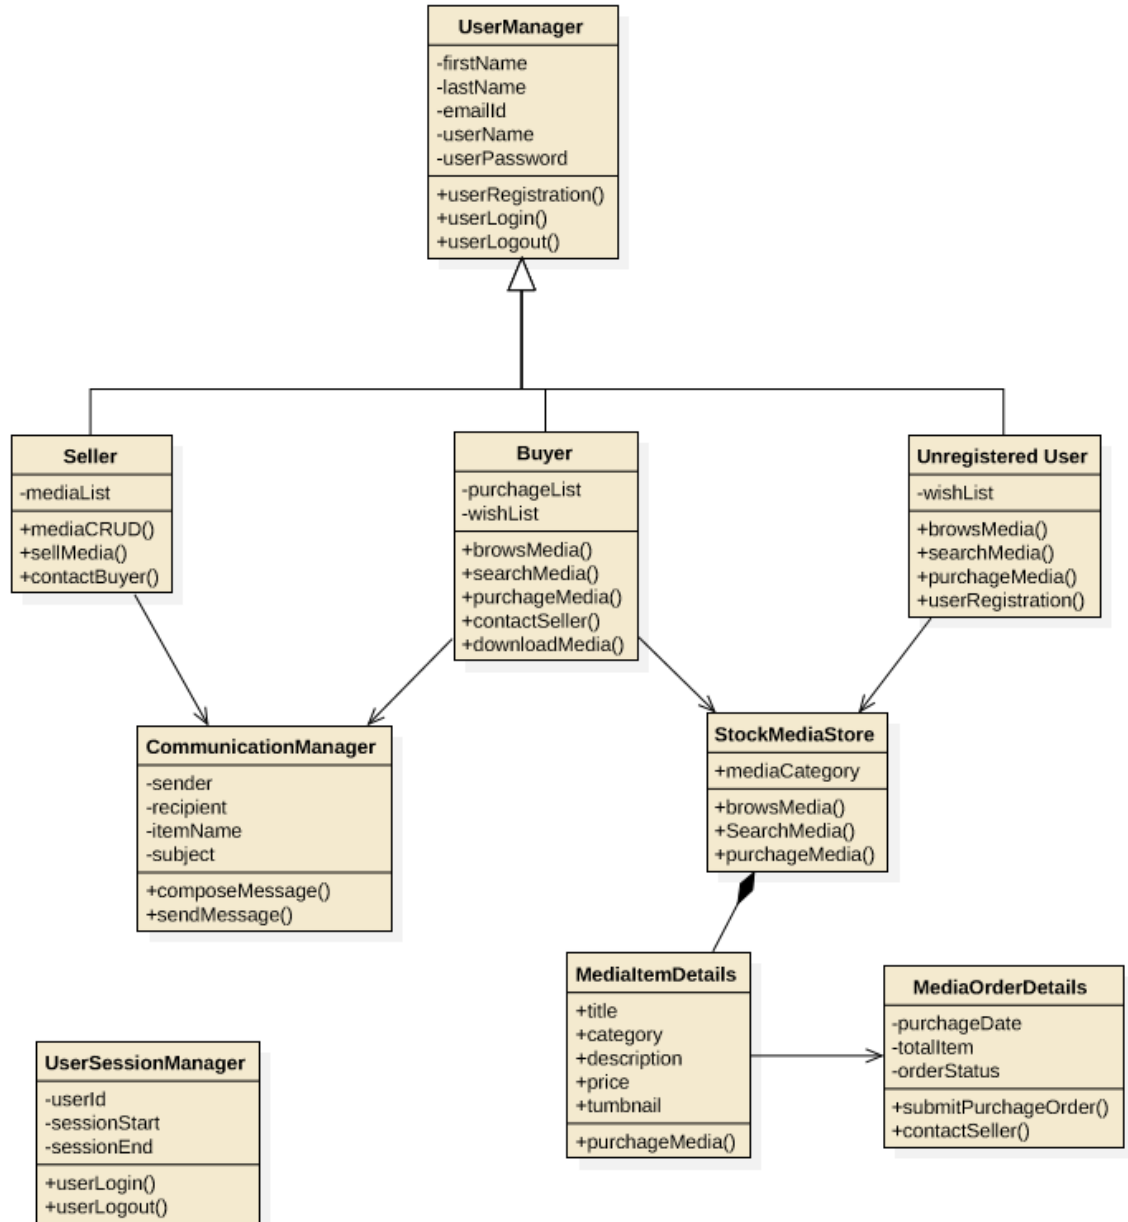 UserManager
-firstName
-lastName
-emailId
-userName
-userPassword
+userRegistration()
+userLogin()
+userLogout()
Seller
-mediaList
+mediaCRUD()
+sellMedia()
+contactBuyer()
Buyer
-purchageList
-wishList
+browsMedia()
+searchMedia()
+purchageMedia()
+contactSeller()
+downloadMedia()
Unregistered User
-wishList
+browsMedia()
+searchMedia()
+purchageMedia()
+userRegistration()
CommunicationManager
-sender
-recipient
-itemName
-subject
+composeMessage()
+sendMessage()
StockMediaStore
+mediaCategory
+browsMedia()
+SearchMedia()
+purchageMedia()
MediaItemDetails
+title
+category
+description
+price
+tumbnail
+purchageMedia()
MediaOrderDetails
-purchageDate
-totalItem
-orderStatus
+submitPurchageOrder()
+contactSeller()
UserSessionManager
-userId
-sessionStart
-sessionEnd
+userLogin()
+userLogout()